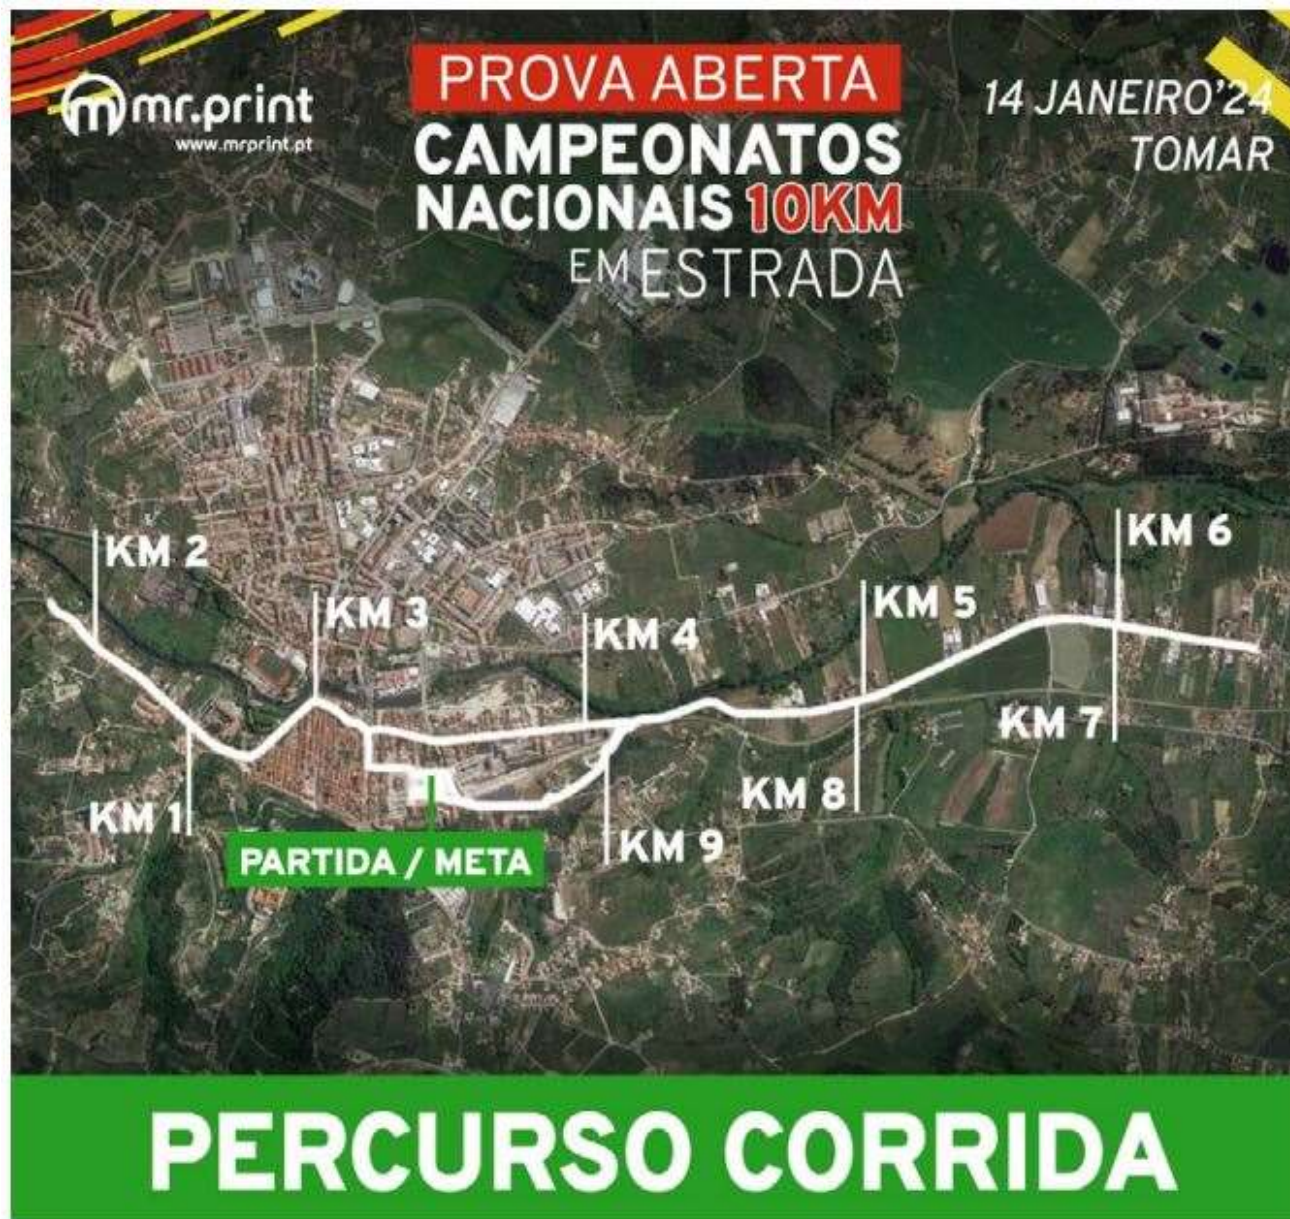 mr.print
www.mrprint.pt
PROVA ABERTA
CAMPEONATOS
NACIONAIS 10KM
EM ESTRADA
14 JANEIRO'24
TOMAR
KM 2
KM 3
KM 4
KM 5
KM 6
KM 1
PARTIDA / META
KM 9
KM 8
KM 7
PERCURSO CORRIDA